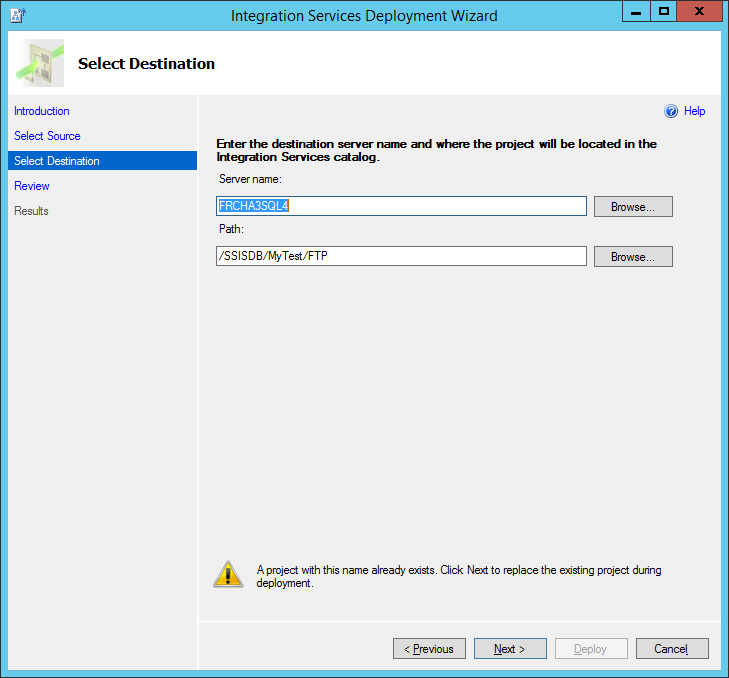 Integration Services Deployment Wizard
X
Select Destination
Introduction
Select Source
Select Destination
Review
Results
Help
Enter the destination server name and where the project will be located in the
Integration Services catalog.
Server name:
FRCHA3SQL4
Browse...
Path:
/SSISDB/MyTest/FTP
Browse...
A project with this name already exists. Click Next to replace the existing project during
deployment.
< Previous
Next >
Deploy
Cancel